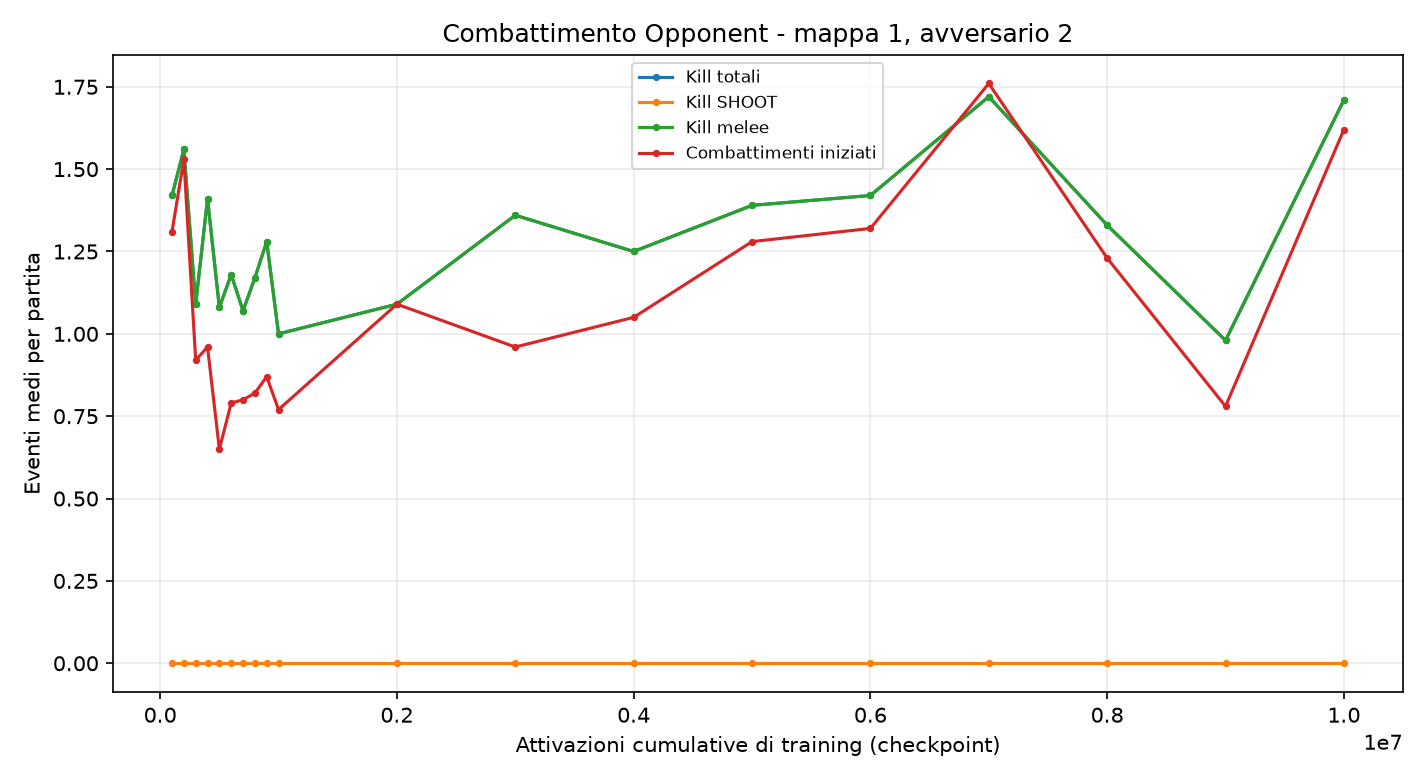 Combattimento Opponent - mappa 1, avversario 2
Kill totali
Kill SHOOT
Kill melee
Combattimenti iniziati
Eventi medi per partita
1.75
1.50
1.25
1.00
0.75
0.50
0.25
0.00
0.0 0.2 0.4 0.6 0.8 1.0
1e7
Attivazioni cumulative di training (checkpoint)